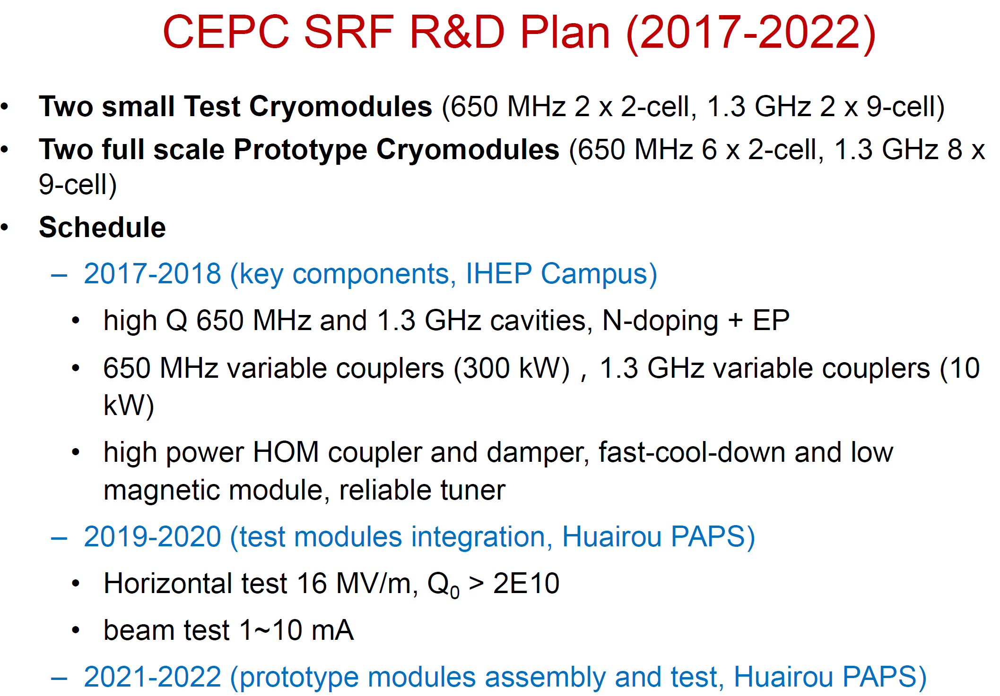 CEPC SRF R&D Plan (2017-2022)
• Two small Test Cryomodules (650 MHz 2 x 2-cell, 1.3 GHz 2 x 9-cell)
• Two full scale Prototype Cryomodules (650 MHz 6 x 2-cell, 1.3 GHz 8 x
9-cell)
• Schedule
– 2017-2018 (key components, IHEP Campus)
• high Q 650 MHz and 1.3 GHz cavities, N-doping + EP
• 650 MHz variable couplers (300 kW)，1.3 GHz variable couplers (10
kW)
• high power HOM coupler and damper, fast-cool-down and low
magnetic module, reliable tuner
– 2019-2020 (test modules integration, Huairou PAPS)
• Horizontal test 16 MV/m, Q₀ > 2E10
• beam test 1~10 mA
– 2021-2022 (prototype modules assembly and test, Huairou PAPS)